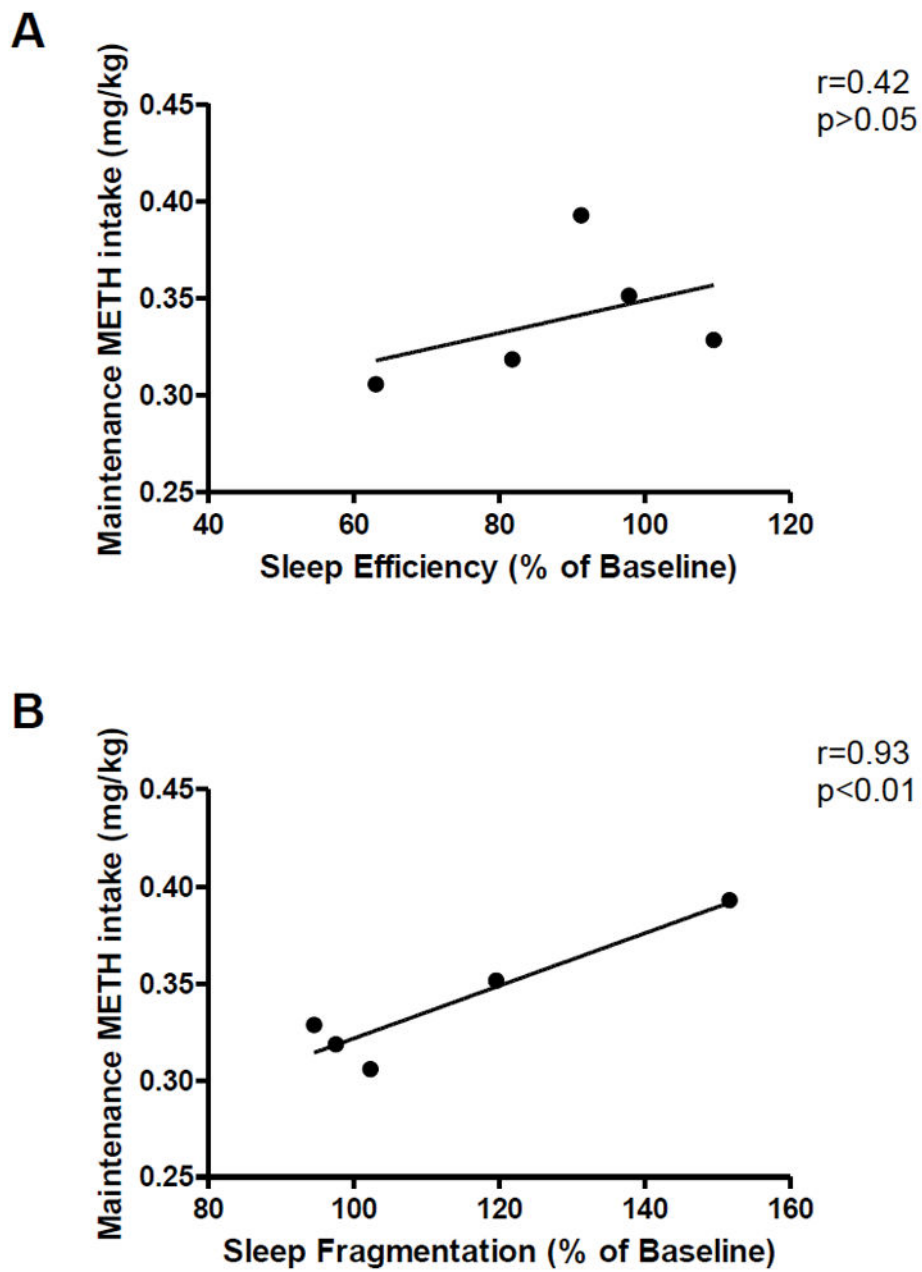 A
r=0.42
p>0.05
Maintenance METH intake (mg/kg)
0.45
0.40
0.35
0.30
0.25
40 60 80 100 120
Sleep Efficiency (% of Baseline)
B
r=0.93
p<0.01
Maintenance METH intake (mg/kg)
0.45
0.40
0.35
0.30
0.25
80 100 120 140 160
Sleep Fragmentation (% of Baseline)